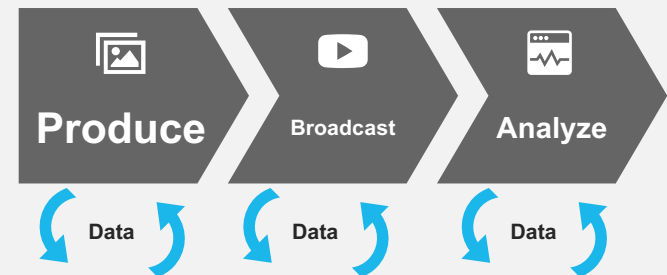 Produce
Broadcast
Analyze
Data
Data
Data